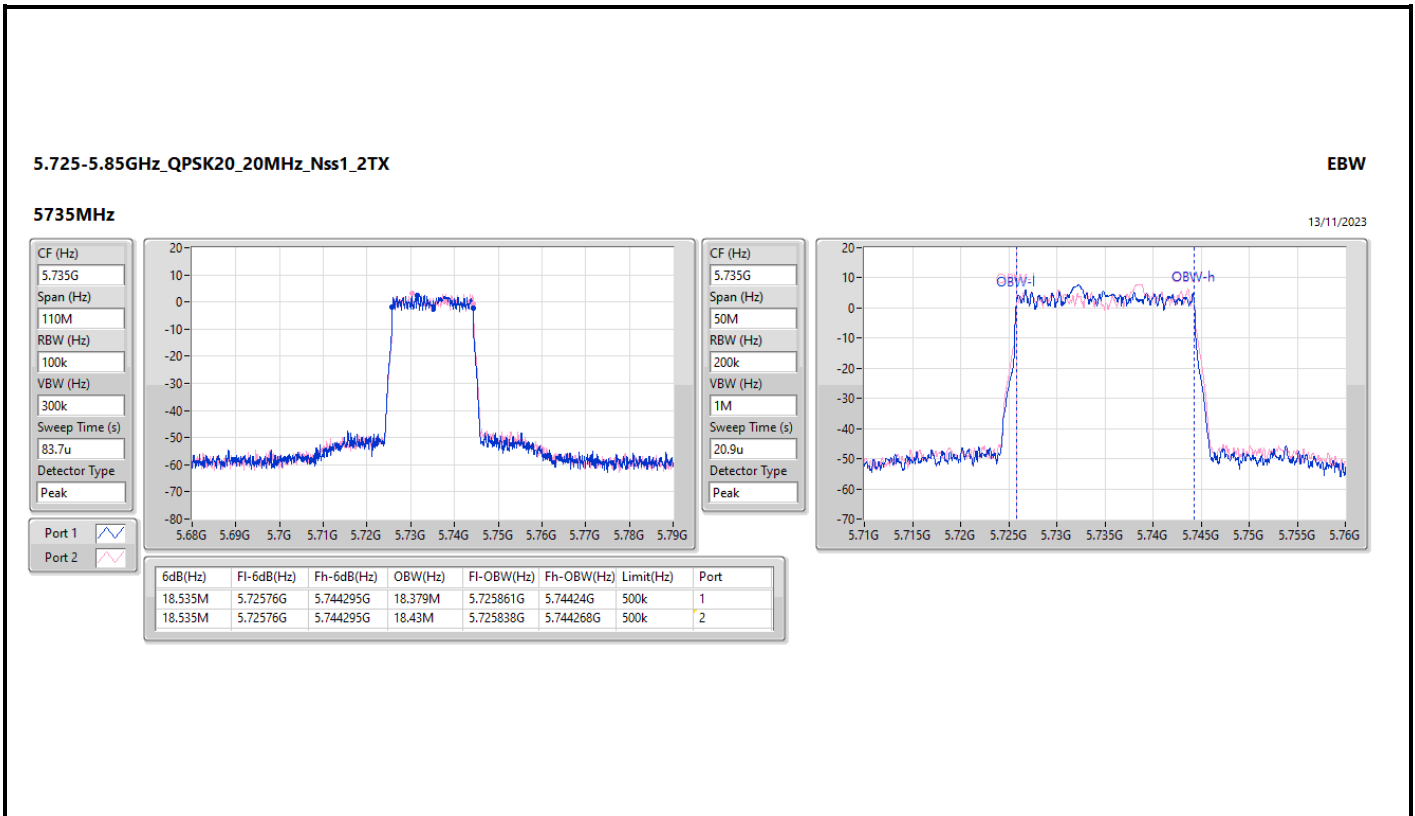 5.725-5.85GHz_QPSK20_20MHz_Nss1_2TX
EBW
5735MHz
13/11/2023
CF (Hz)
5.735G
Span (Hz)
110M
RBW (Hz)
100k
VBW (Hz)
300k
Sweep Time (s)
83.7u
Detector Type
Peak
Port 1
Port 2
20
10
0
-10
-20
-30
-40
-50
-60
-70
-80
5.68G 5.69G 5.7G 5.71G 5.72G 5.73G 5.74G 5.75G 5.76G 5.77G 5.78G 5.79G
CF (Hz)
5.735G
Span (Hz)
50M
RBW (Hz)
200k
VBW (Hz)
1M
Sweep Time (s)
20.9u
Detector Type
Peak
20
10
0
-10
-20
-30
-40
-50
-60
-70
OBW-l
OBW-h
5.71G 5.715G 5.72G 5.725G 5.73G 5.735G 5.74G 5.745G 5.75G 5.755G 5.76G
6dB(Hz) Fl-6dB(Hz) Fh-6dB(Hz) OBW(Hz) Fl-OBW(Hz) Fh-OBW(Hz) Limit(Hz) Port
18.535M 5.72576G 5.744295G 18.379M 5.725861G 5.74424G 500k 1
18.535M 5.72576G 5.744295G 18.43M 5.725838G 5.744268G 500k 2